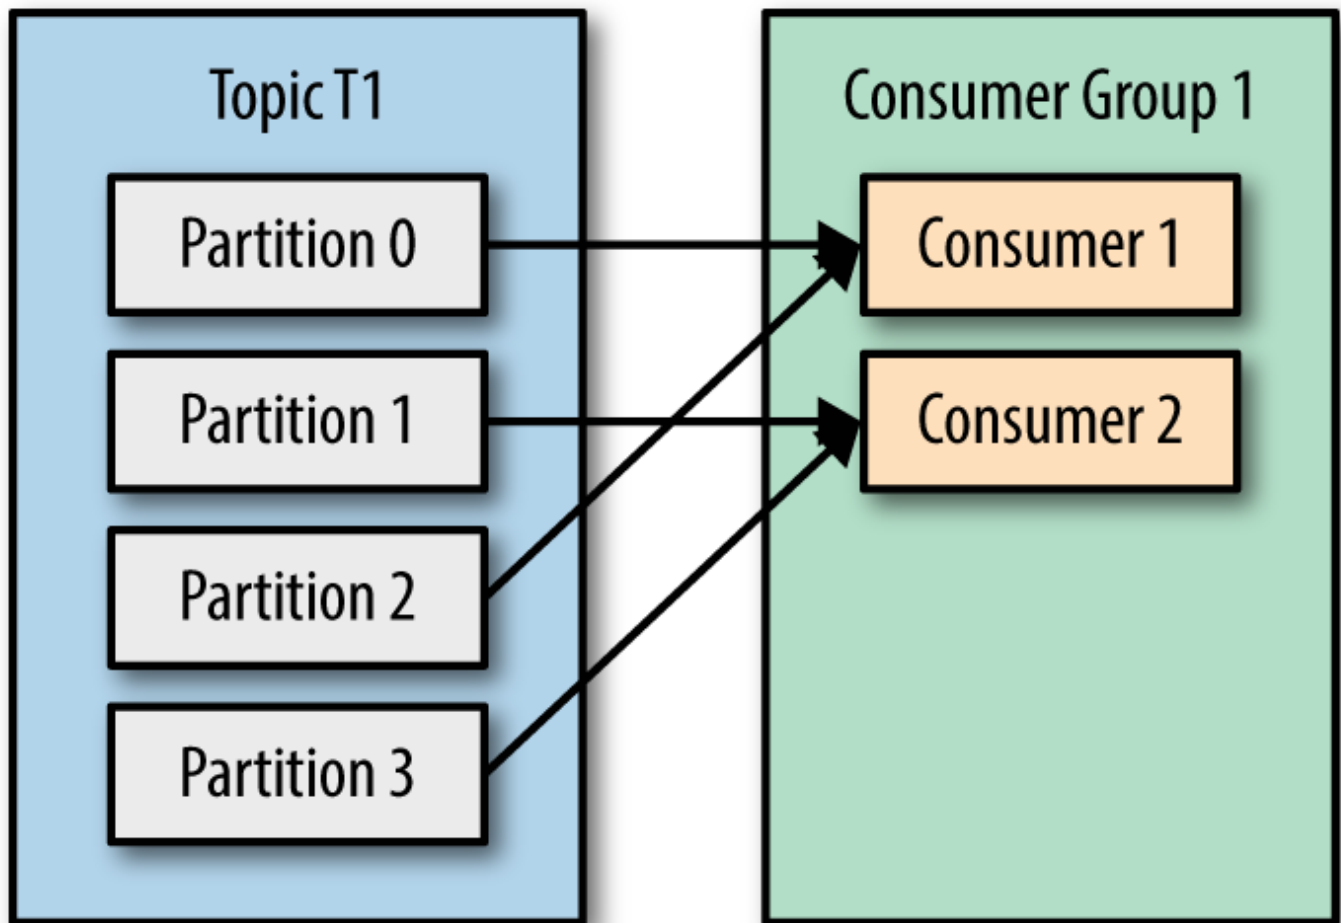 Topic T1
Partition 0
Partition 1
Partition 2
Partition 3
Consumer Group 1
Consumer 1
Consumer 2